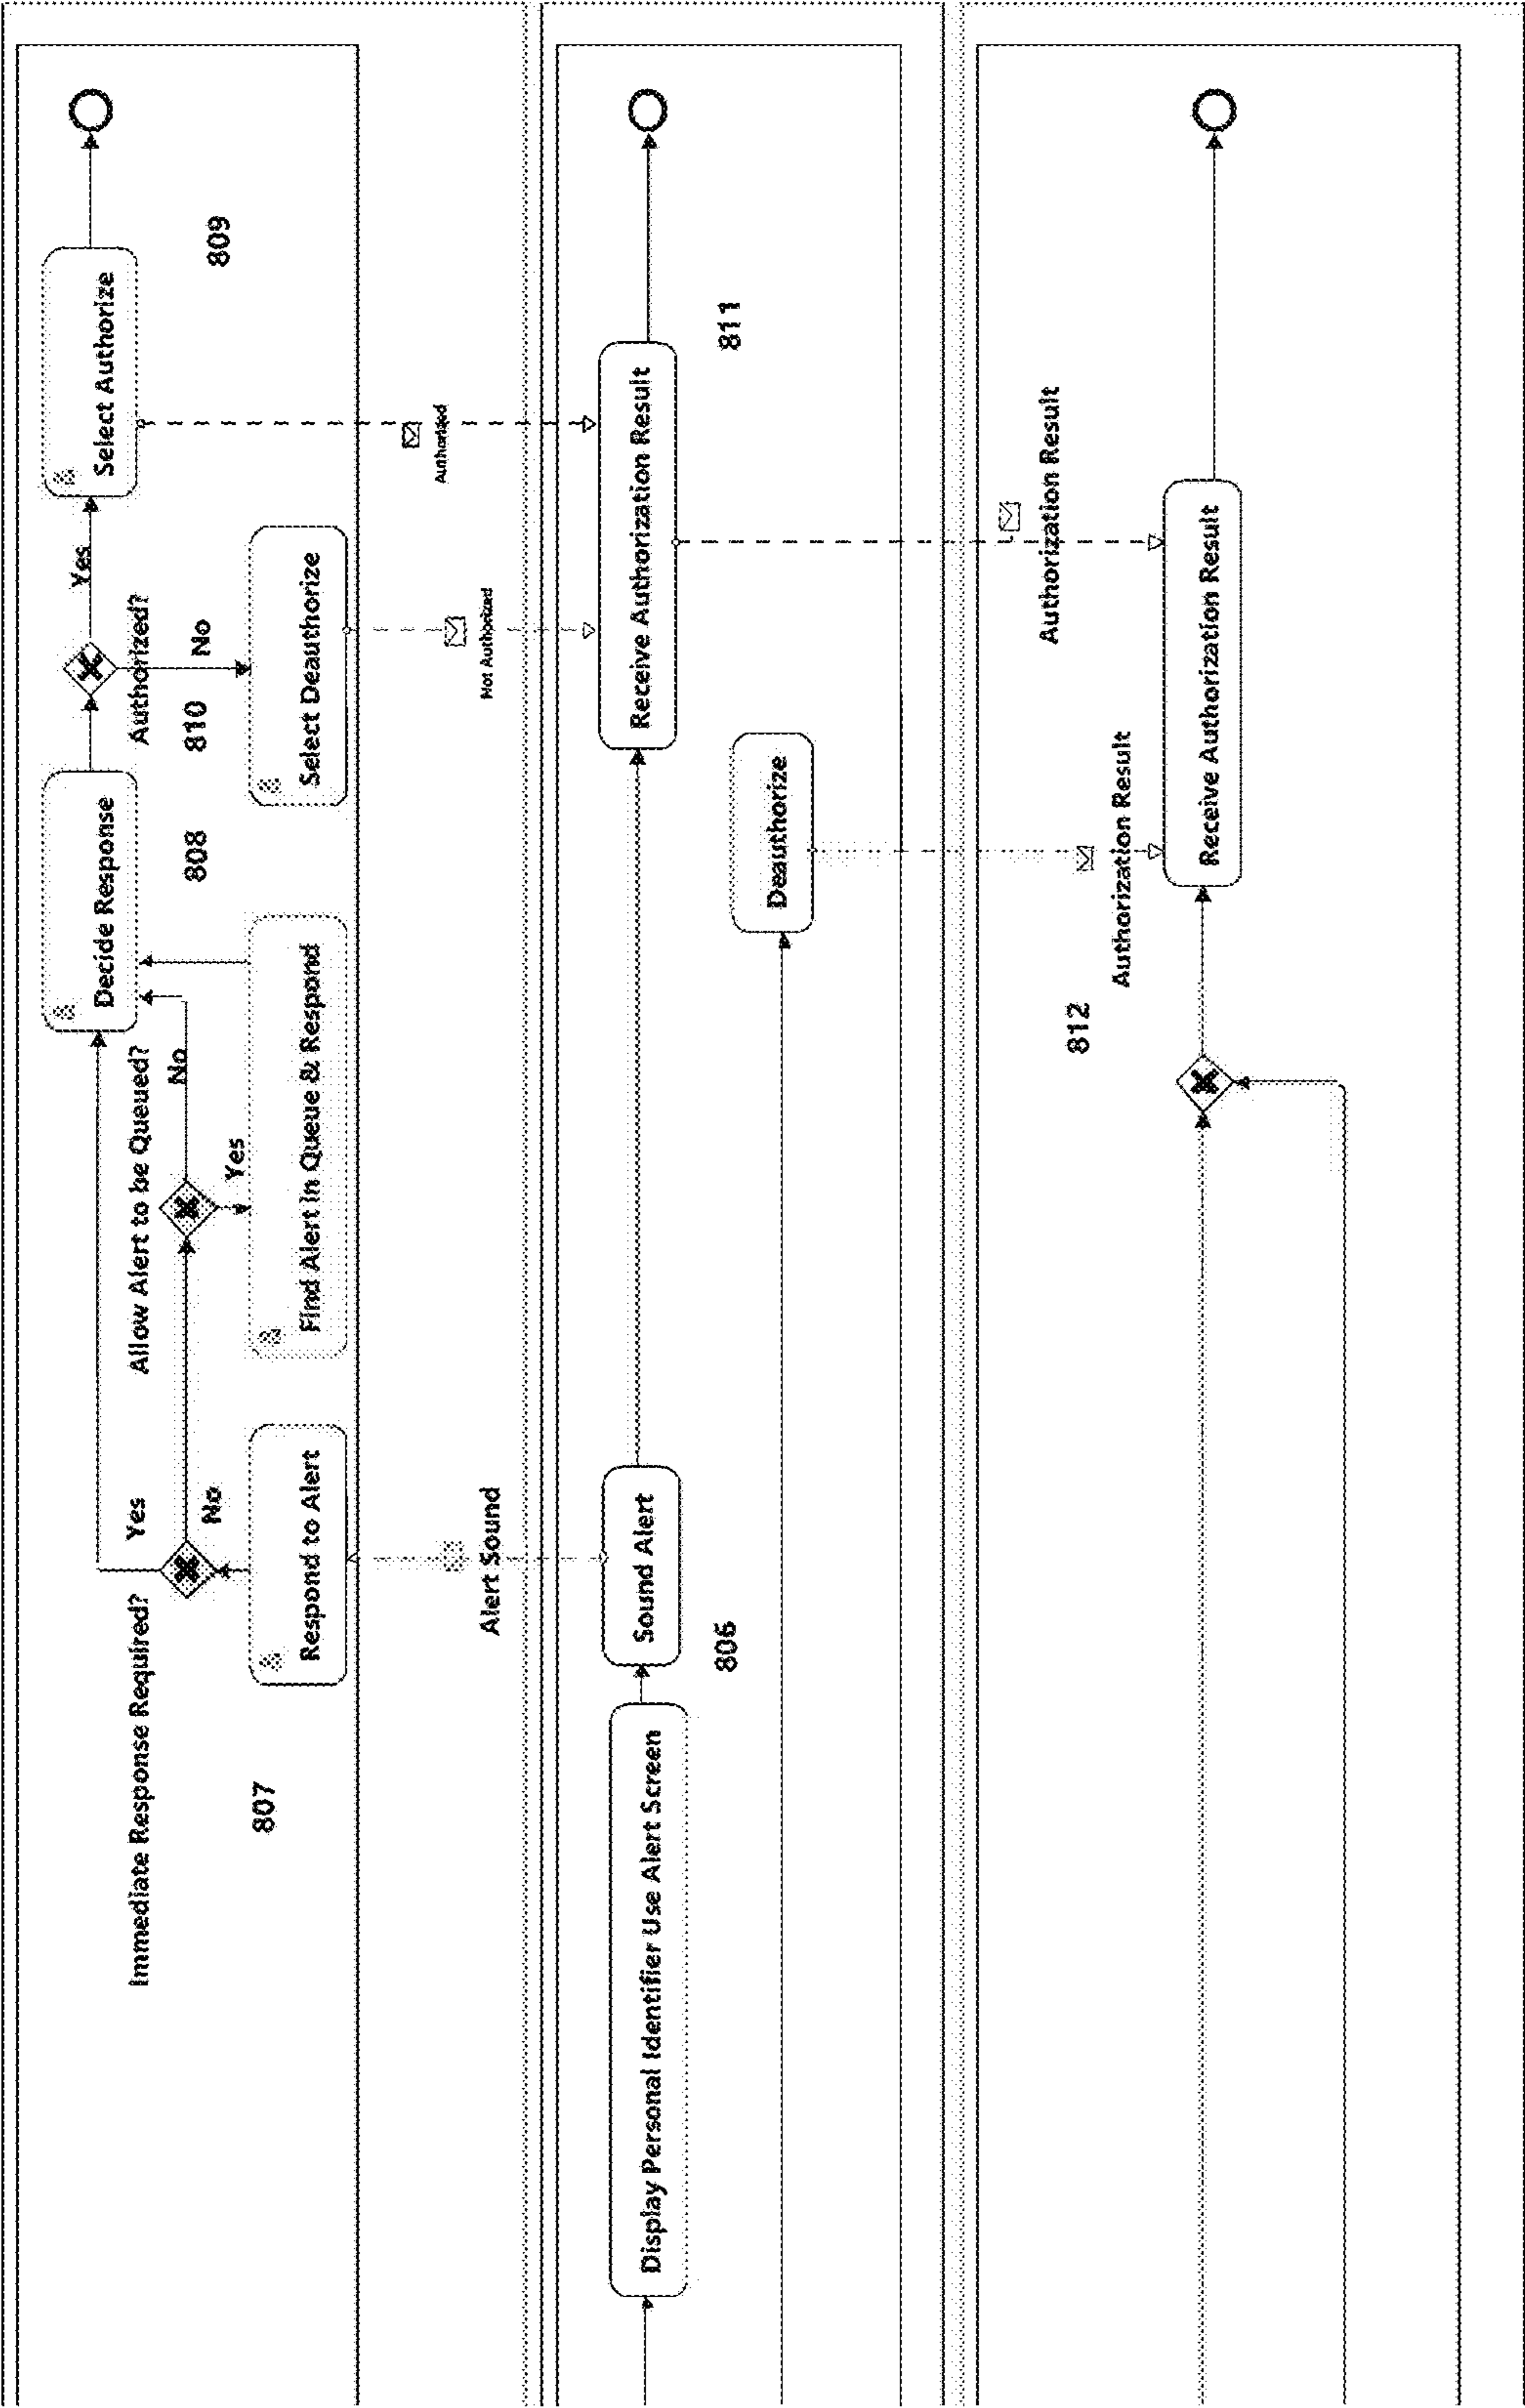 Immediate Response Required?
Yes
No
Respond to Alert
807
Allow Alert to be Queued?
No
Yes
Find Alert in Queue & Respond
Decide Response
808
Authorized?
810
Yes
No
Select Deauthorize
Select Authorize
809
Alert Sound
Not Authorized
Authorized
Display Personal Identifier Use Alert Screen
Sound Alert
806
Receive Authorization Result
811
Deauthorize
Authorization Result
Authorization Result
812
Receive Authorization Result